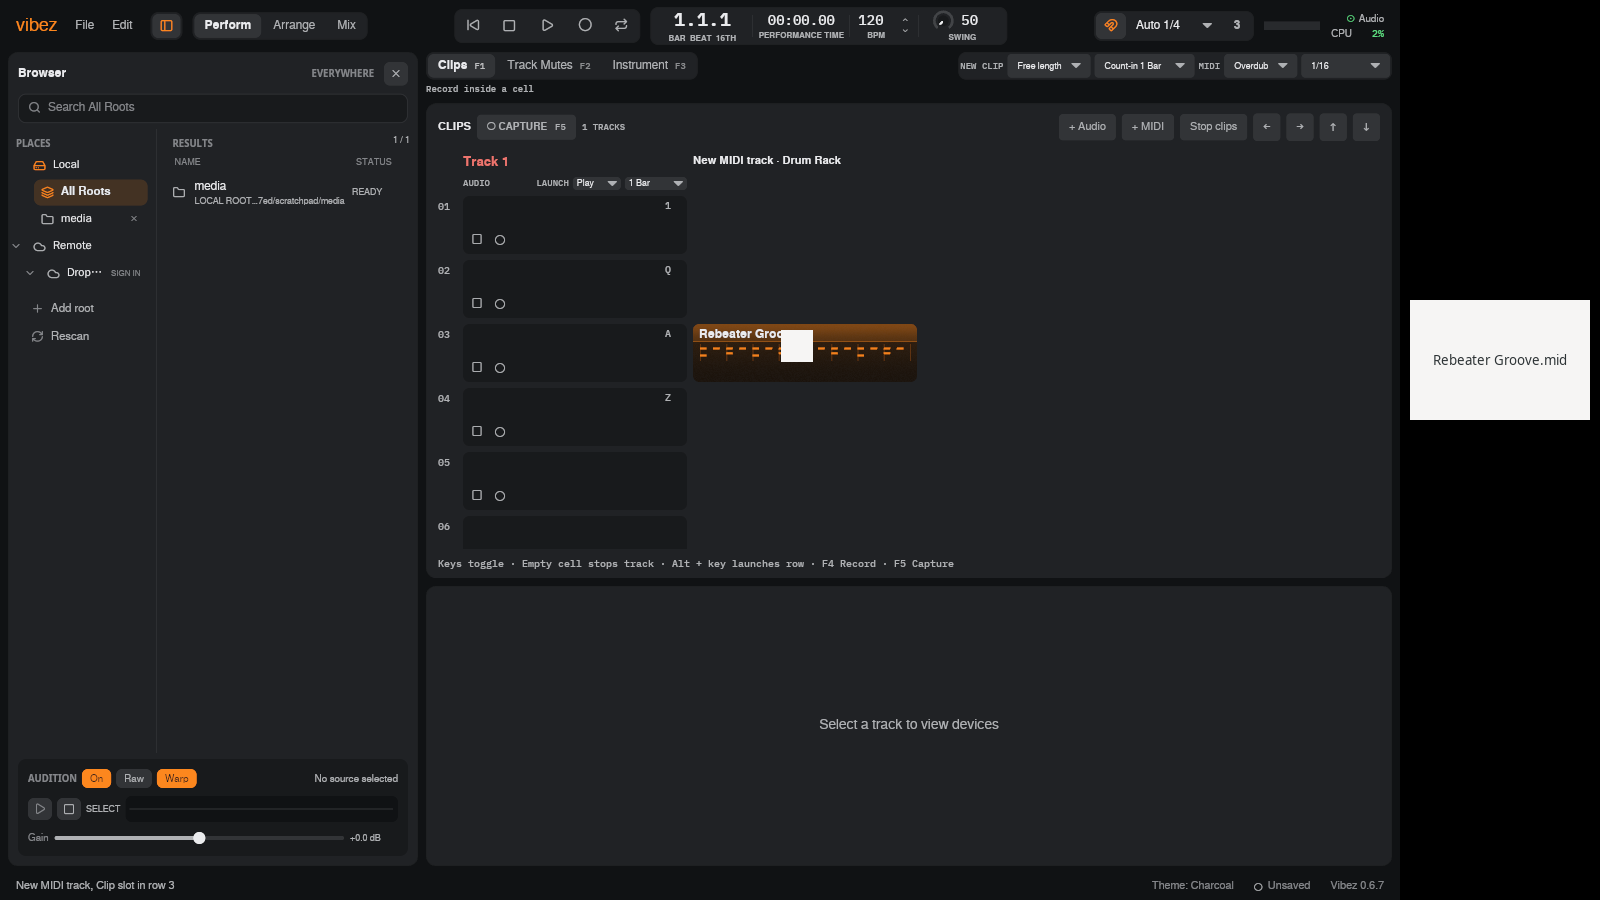 vibez File Edit Perform Arrange Mix
1.1.1 00:00.00 120 50
BAR BEAT 16TH PERFORMANCE TIME BPM SWING
Auto 1/4 3 Audio
CPU 2%
Browser EVERYWHERE
Search All Roots
PLACES
Local
All Roots
media
Remote
Drop··· SIGN IN
Add root
Rescan
RESULTS 1 / 1
NAME STATUS
media READY
LOCAL ROOT...7ed/scratchpad/media
AUDITION On Raw Warp No source selected
SELECT
Gain +0.0 dB
Clips F1 Track Mutes F2 Instrument F3
NEW CLIP Free length Count-in 1 Bar MIDI Overdub 1/16
Record inside a cell
CLIPS CAPTURE F5 1 TRACKS + Audio + MIDI Stop clips ← → ↑ ↓
Track 1 New MIDI track · Drum Rack
AUDIO LAUNCH Play 1 Bar
01 1
02 Q
03 A
Rebeater Groo
04 Z
05
06
Keys toggle · Empty cell stops track · Alt + key launches row · F4 Record · F5 Capture
Select a track to view devices
Rebeater Groove.mid
New MIDI track, Clip slot in row 3 Theme: Charcoal Unsaved Vibez 0.6.7